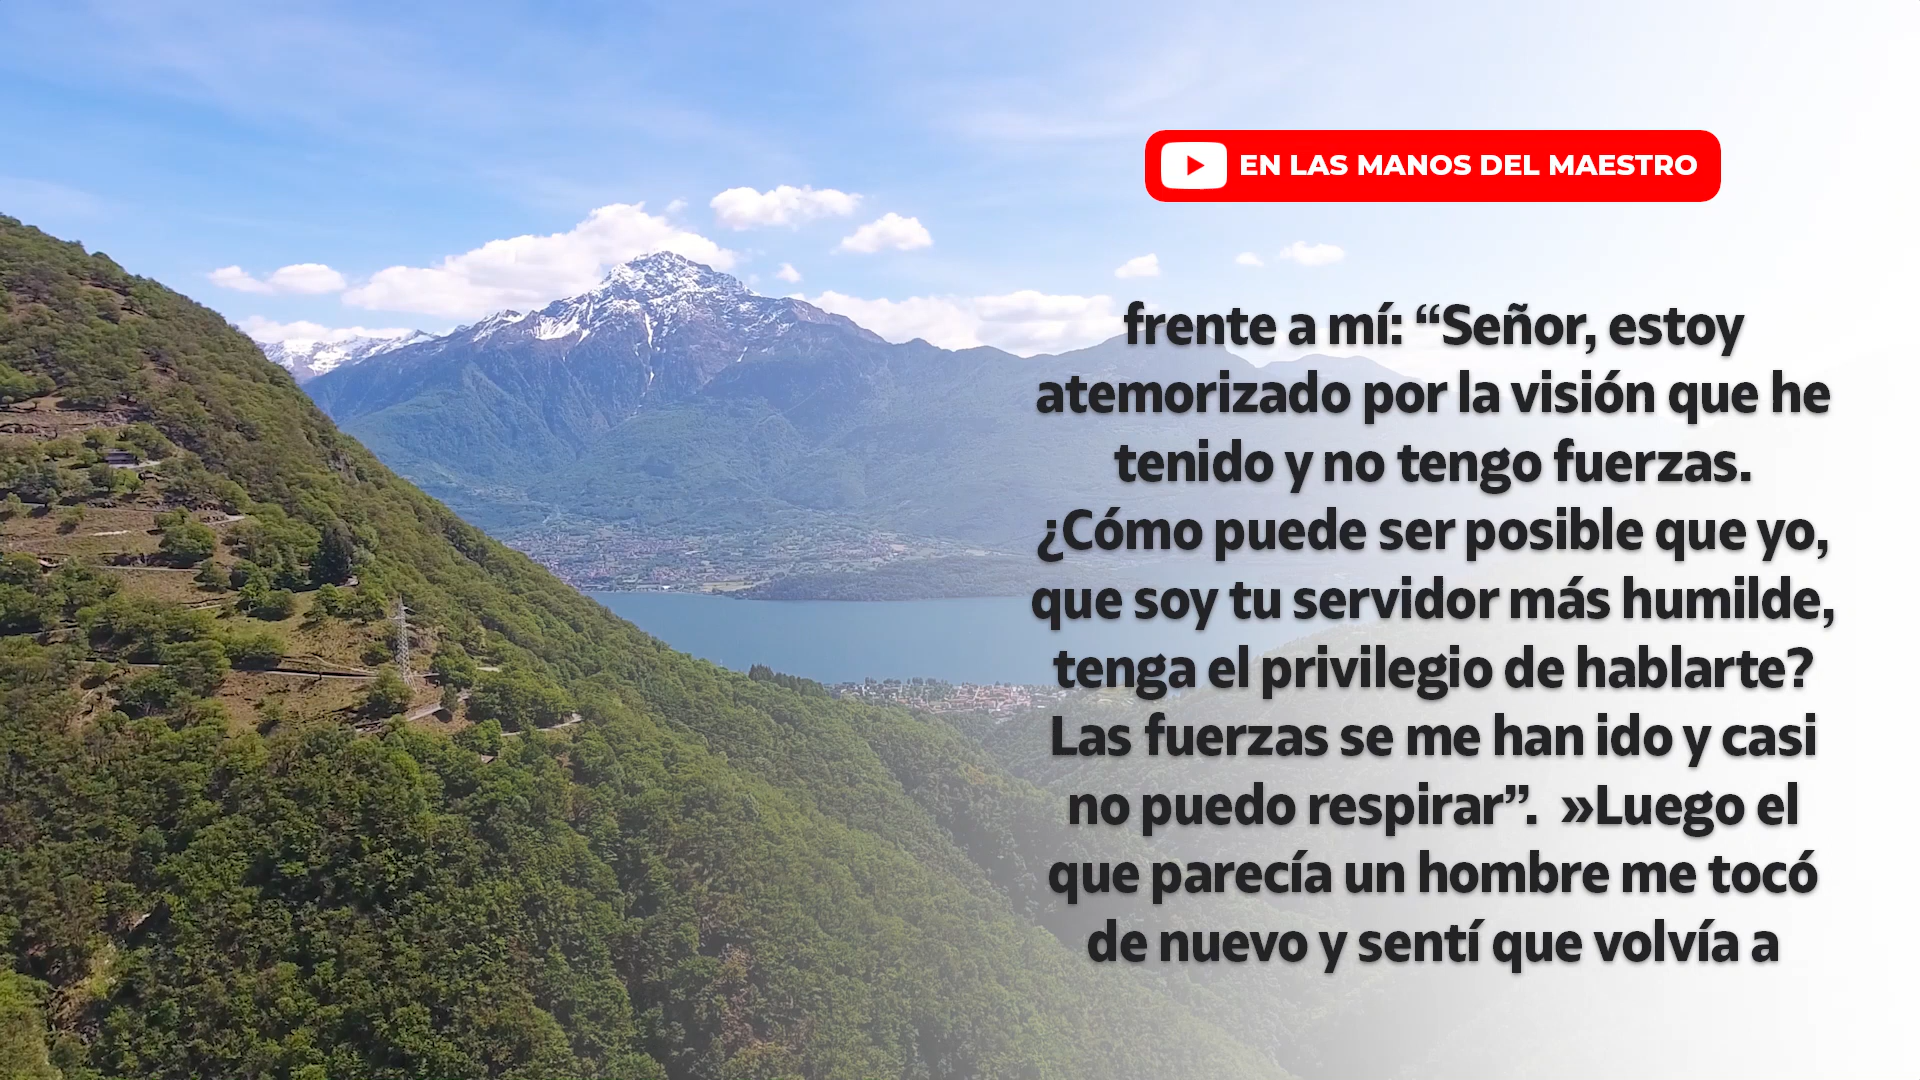 EN LAS MANOS DEL MAESTRO
frente a mí: “Señor, estoy
atemorizado por la visión que he
tenido y no tengo fuerzas.
¿Cómo puede ser posible que yo,
que soy tu servidor más humilde,
tenga el privilegio de hablarte?
Las fuerzas se me han ido y casi
no puedo respirar”.  »Luego el
que parecía un hombre me tocó
de nuevo y sentí que volvía a